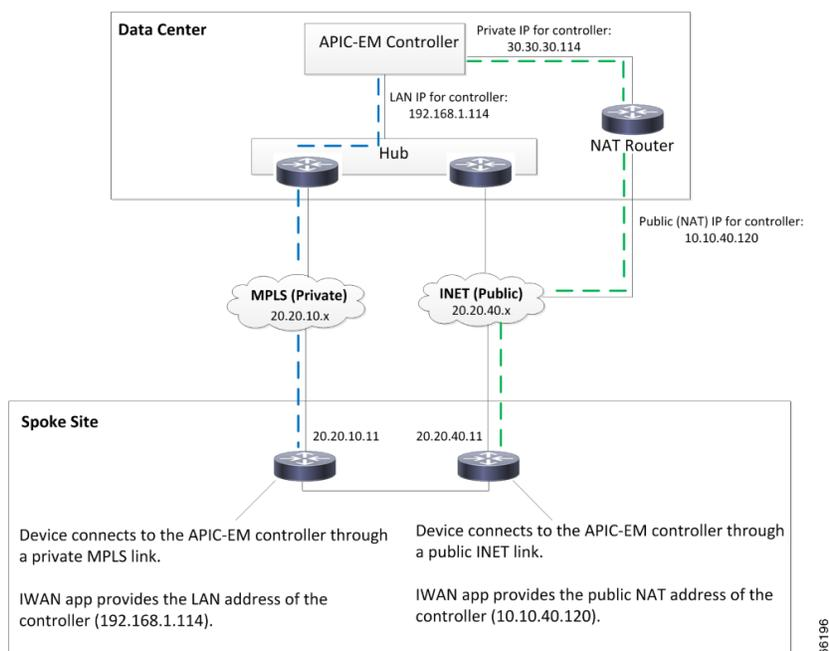 Data Center
APIC-EM Controller
Private IP for controller:
30.30.30.114
LAN IP for controller:
192.168.1.114
NAT Router
Hub
Public (NAT) IP for controller:
10.10.40.120
MPLS (Private)
20.20.10.x
INET (Public)
20.20.40.x
Spoke Site
20.20.10.11
20.20.40.11
Device connects to the APIC-EM controller through
a private MPLS link.
IWAN app provides the LAN address of the
controller (192.168.1.114).
Device connects to the APIC-EM controller through
a public INET link.
IWAN app provides the public NAT address of the
controller (10.10.40.120).